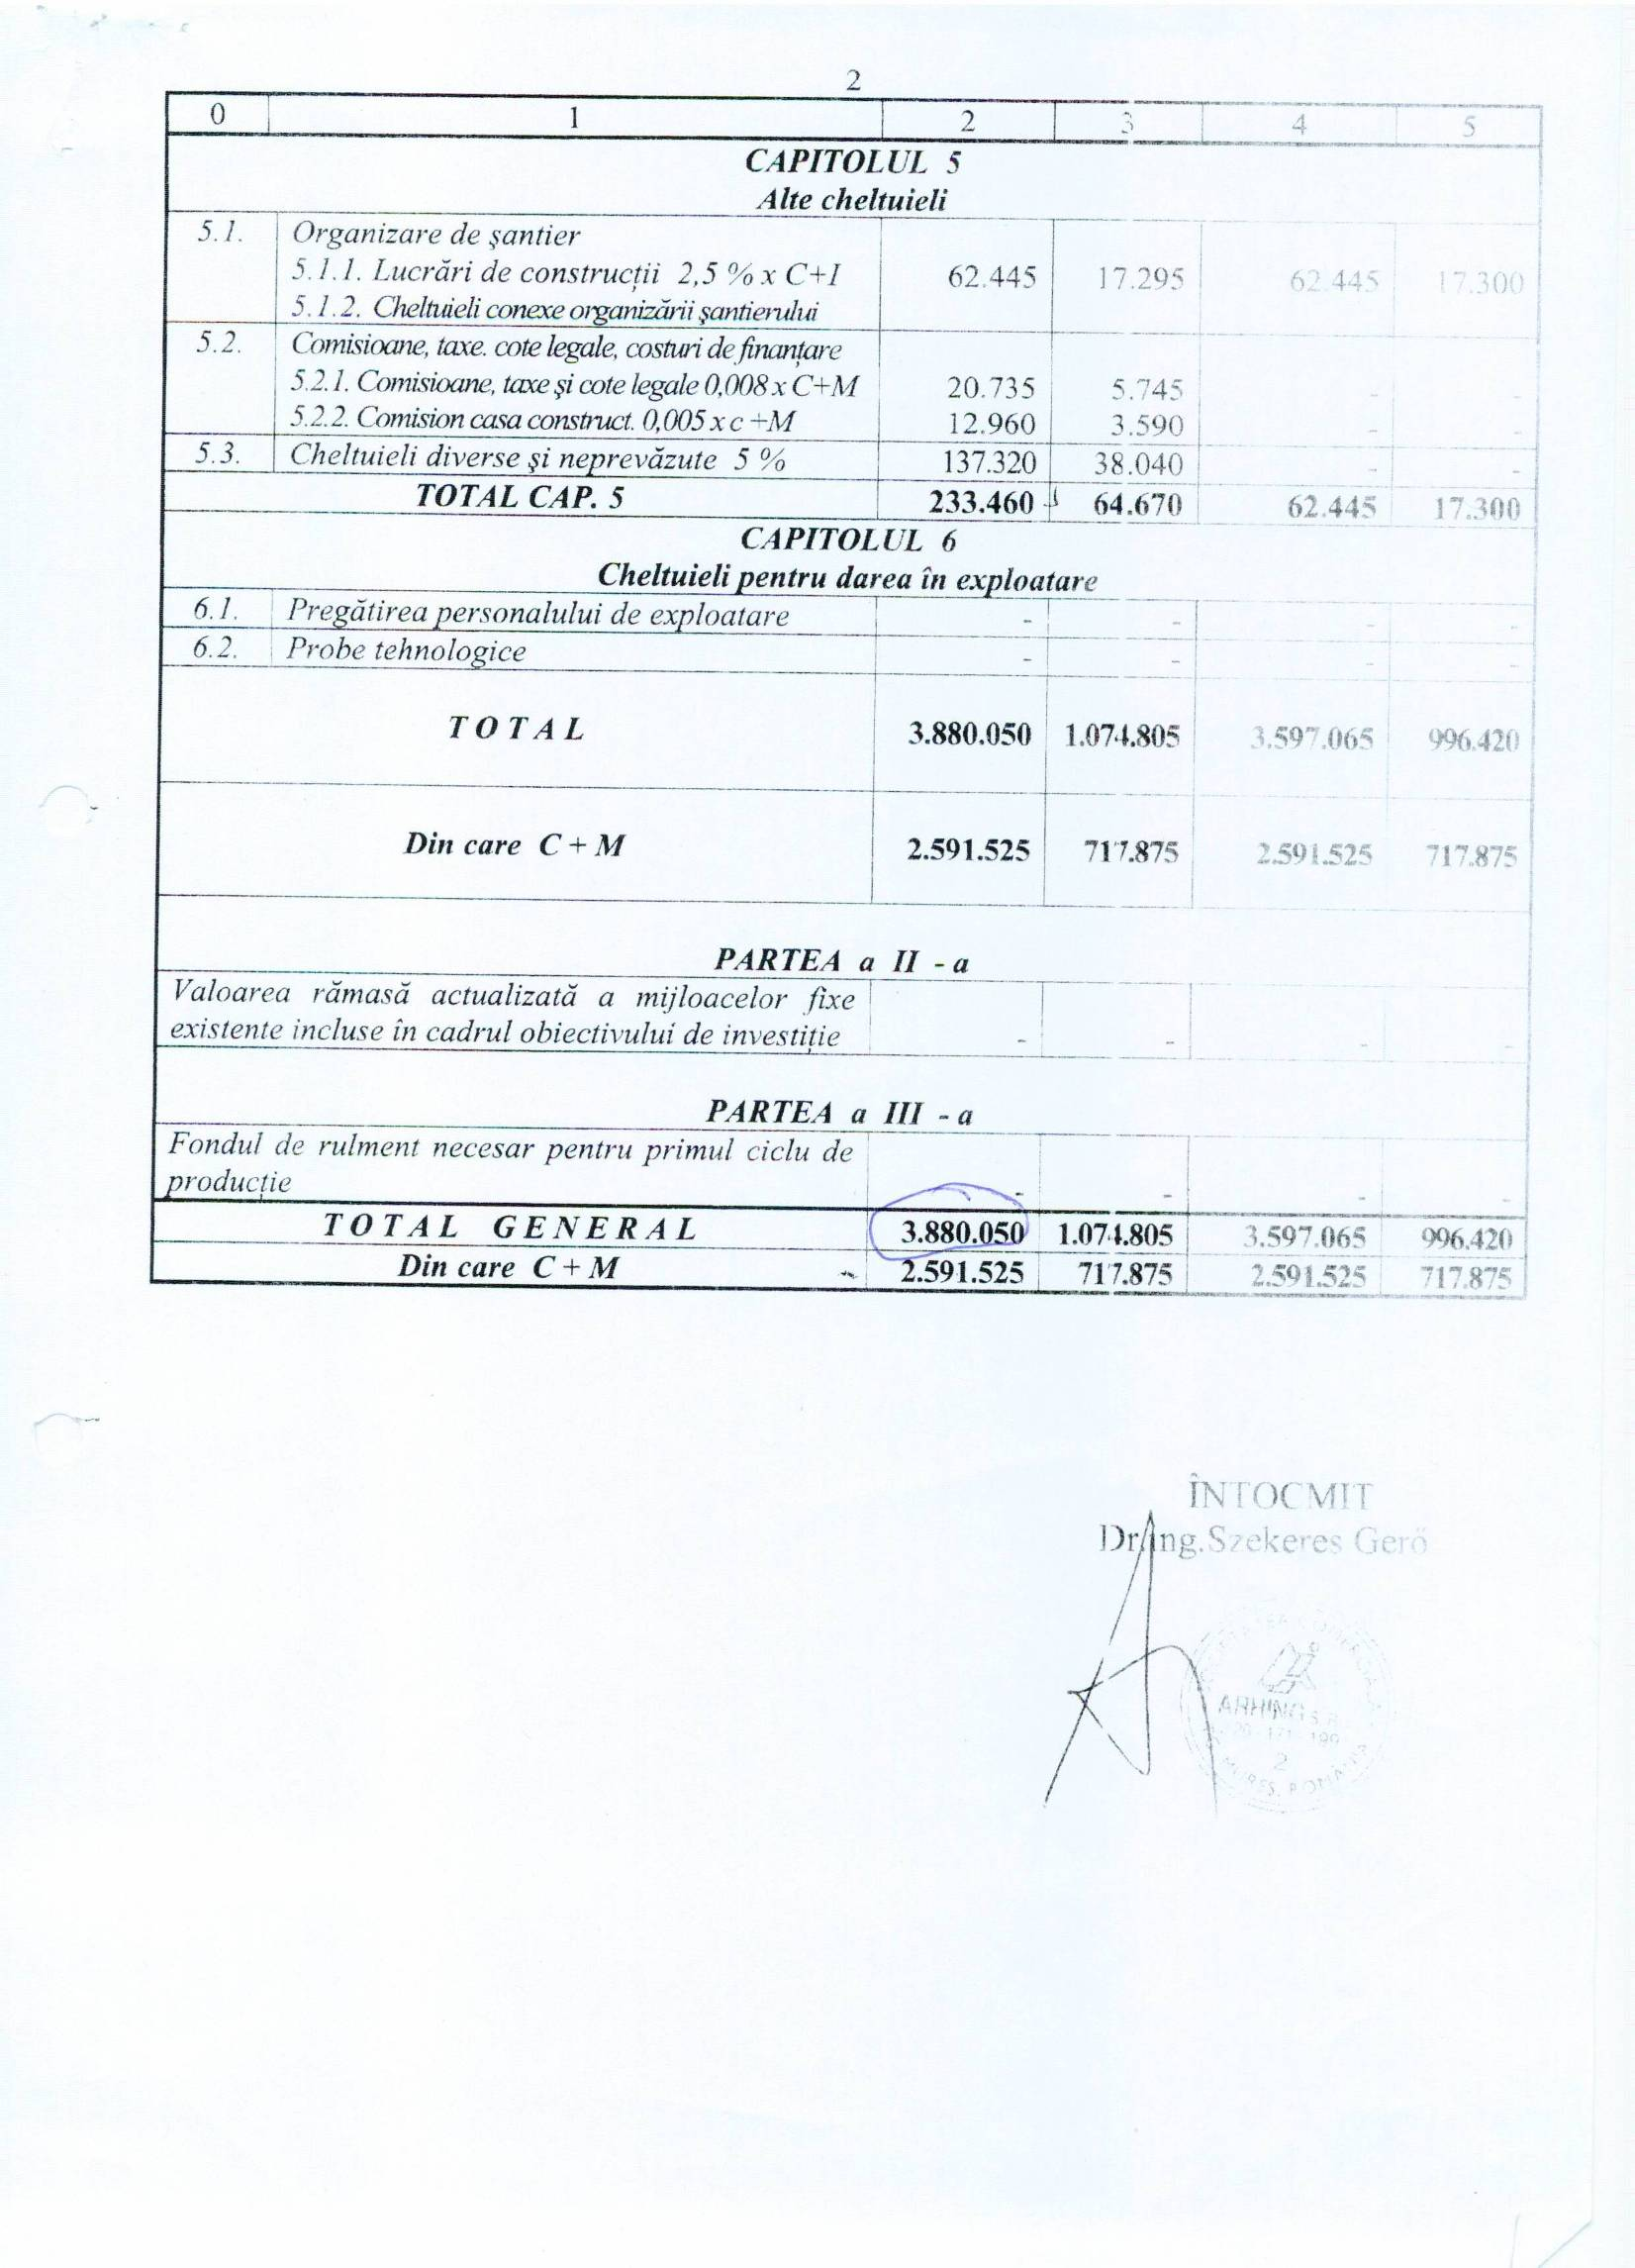 2
0 1 2 3 4 5
CAPITOLUL 5
Alte cheltuieli
5.1. Organizare de şantier
5.1.1. Lucrări de construcţii 2,5 % x C+I 62.445 17.295 62.445 17.300
5.1.2. Cheltuieli conexe organizării şantierului
5.2. Comisioane, taxe. cote legale, costuri de finanţare
5.2.1. Comisioane, taxe şi cote legale 0,008 x C+M 20.735 5.745 - -
5.2.2. Comision casa construct. 0,005 x c +M 12.960 3.590 - -
5.3. Cheltuieli diverse şi neprevăzute 5 % 137.320 38.040 - -
TOTAL CAP. 5 233.460 64.670 62.445 17.300
CAPITOLUL 6
Cheltuieli pentru darea în exploatare
6.1. Pregătirea personalului de exploatare - - - -
6.2. Probe tehnologice - - - -
T O T A L 3.880.050 1.074.805 3.597.065 996.420
Din care C + M 2.591.525 717.875 2.591.525 717.875
PARTEA a II - a
Valoarea rămasă actualizată a mijloacelor fixe
existente incluse în cadrul obiectivului de investiţie - - - -
PARTEA a III - a
Fondul de rulment necesar pentru primul ciclu de
producţie - - - -
T O T A L G E N E R A L 3.880.050 1.074.805 3.597.065 996.420
Din care C + M 2.591.525 717.875 2.591.525 717.875
ÎNTOCMIT
Dr.ing.Szekeres Gerő
2
MUREŞ, ROMÂNIA